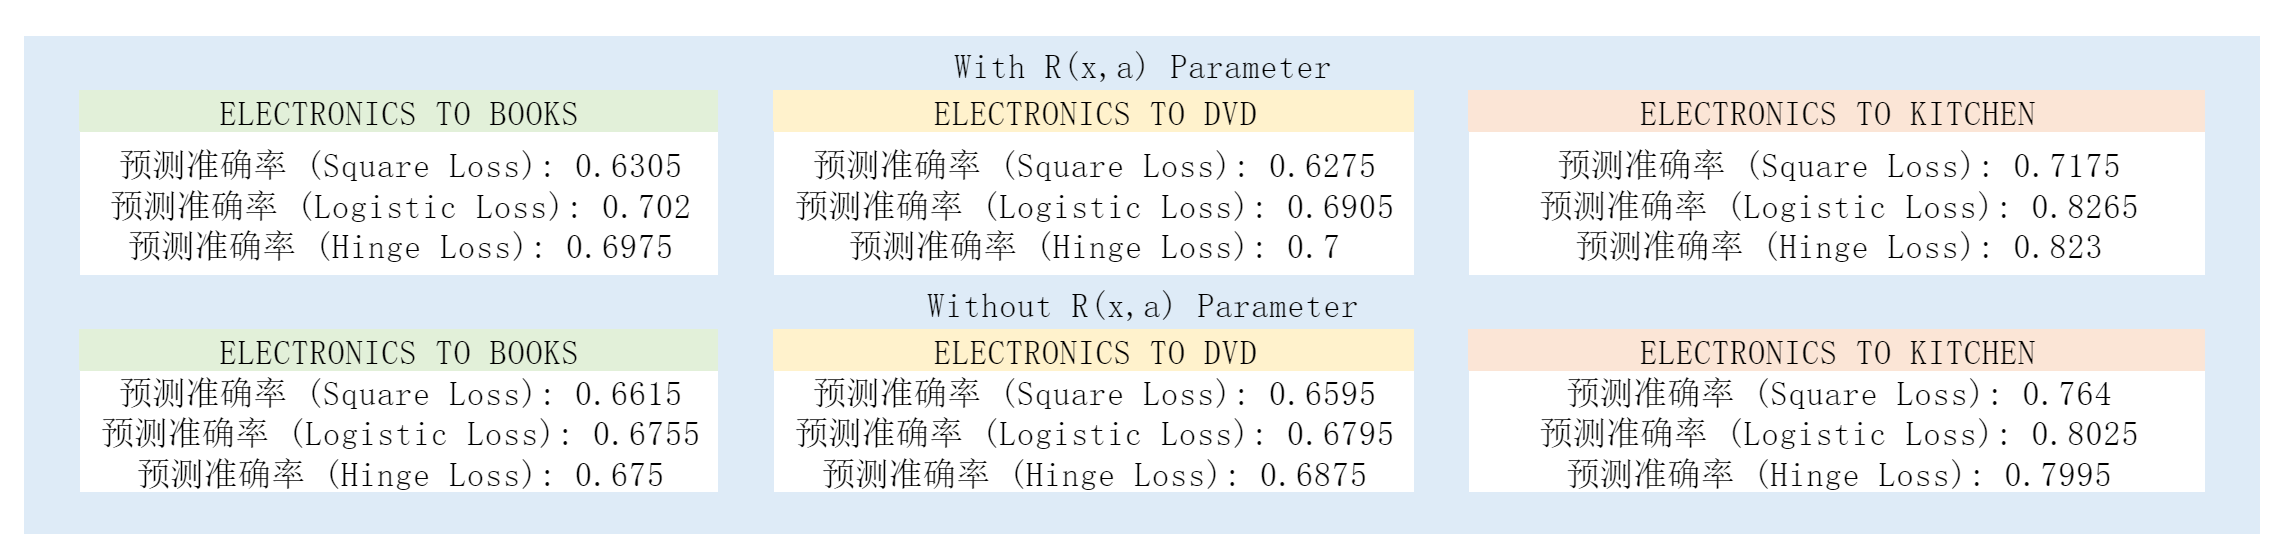 With R(x,a) Parameter
ELECTRONICS TO BOOKS
预测准确率 (Square Loss): 0.6305
预测准确率 (Logistic Loss): 0.702
预测准确率 (Hinge Loss): 0.6975
ELECTRONICS TO DVD
预测准确率 (Square Loss): 0.6275
预测准确率 (Logistic Loss): 0.6905
预测准确率 (Hinge Loss): 0.7
ELECTRONICS TO KITCHEN
预测准确率 (Square Loss): 0.7175
预测准确率 (Logistic Loss): 0.8265
预测准确率 (Hinge Loss): 0.823
Without R(x,a) Parameter
ELECTRONICS TO BOOKS
预测准确率 (Square Loss): 0.6615
预测准确率 (Logistic Loss): 0.6755
预测准确率 (Hinge Loss): 0.675
ELECTRONICS TO DVD
预测准确率 (Square Loss): 0.6595
预测准确率 (Logistic Loss): 0.6795
预测准确率 (Hinge Loss): 0.6875
ELECTRONICS TO KITCHEN
预测准确率 (Square Loss): 0.764
预测准确率 (Logistic Loss): 0.8025
预测准确率 (Hinge Loss): 0.7995